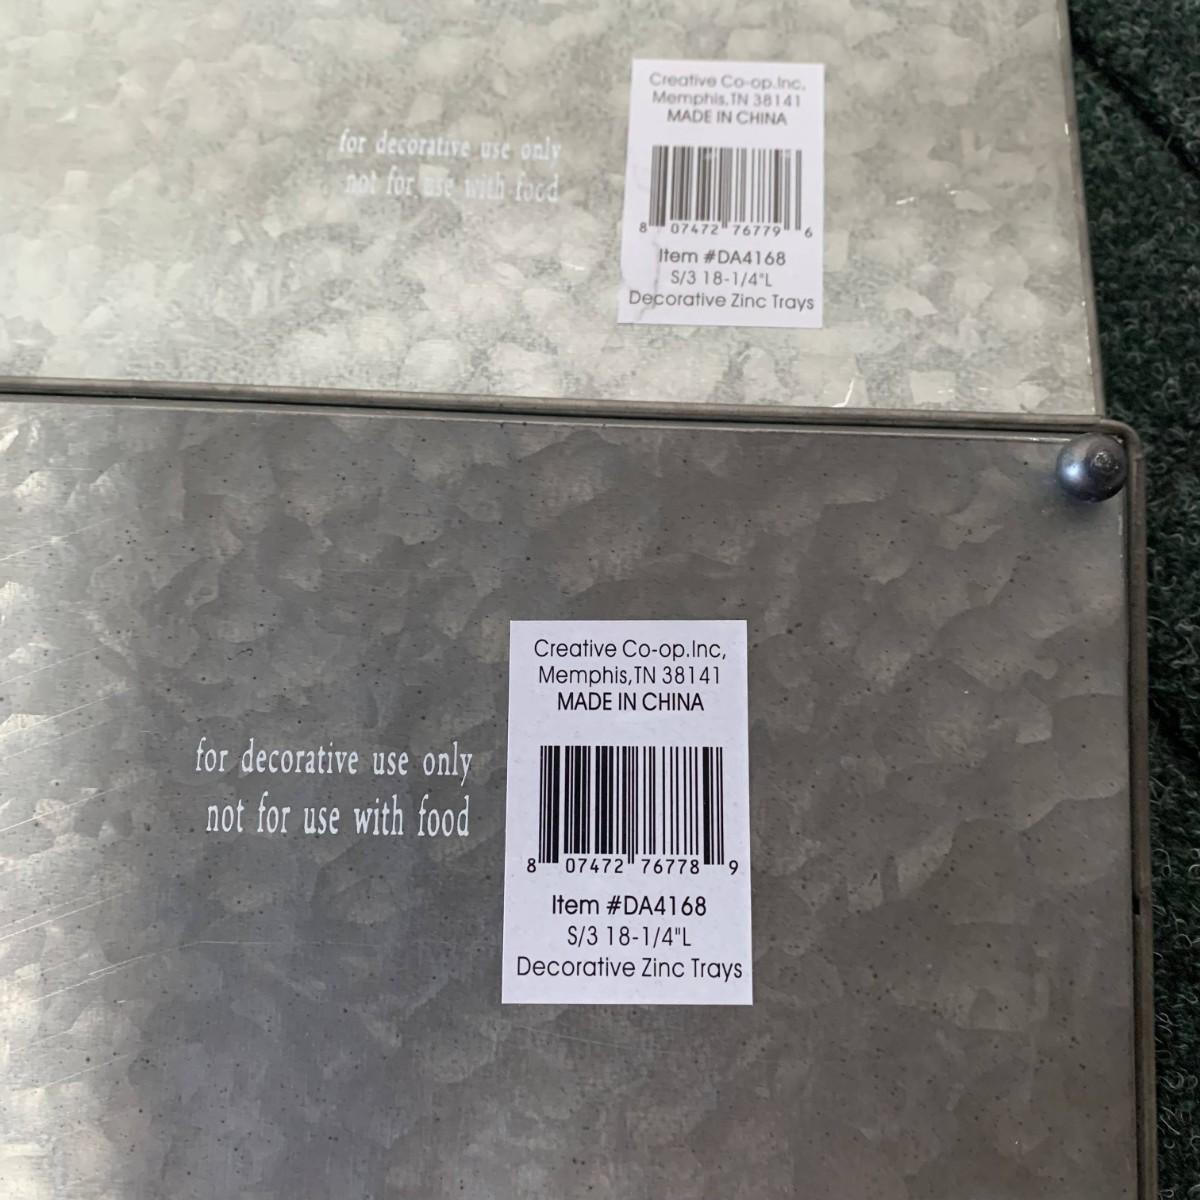 Creative Co-op.Inc,
Memphis,TN 38141
MADE IN CHINA
for decorative use only
not for use with food
8 07472 76779 6
Item #DA4168
S/3 18-1/4"L
Decorative Zinc Trays
Creative Co-op.Inc,
Memphis,TN 38141
MADE IN CHINA
for decorative use only
not for use with food
8 07472 76778 9
Item #DA4168
S/3 18-1/4"L
Decorative Zinc Trays